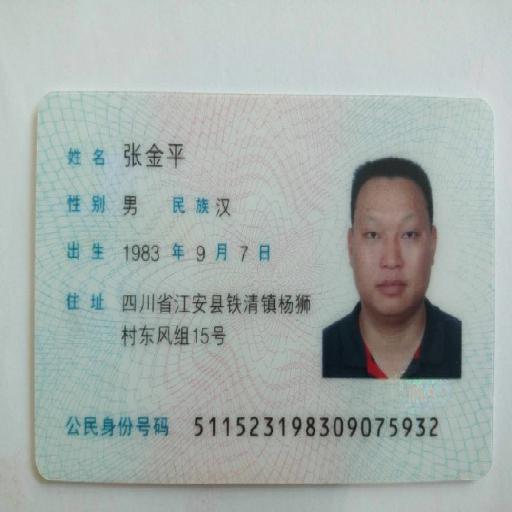 姓名 张金平
性别 男 民族 汉
出生 1983 年 9 月 7 日
住址 四川省江安县铁清镇杨狮
村东风组15号
公民身份号码 511523198309075932